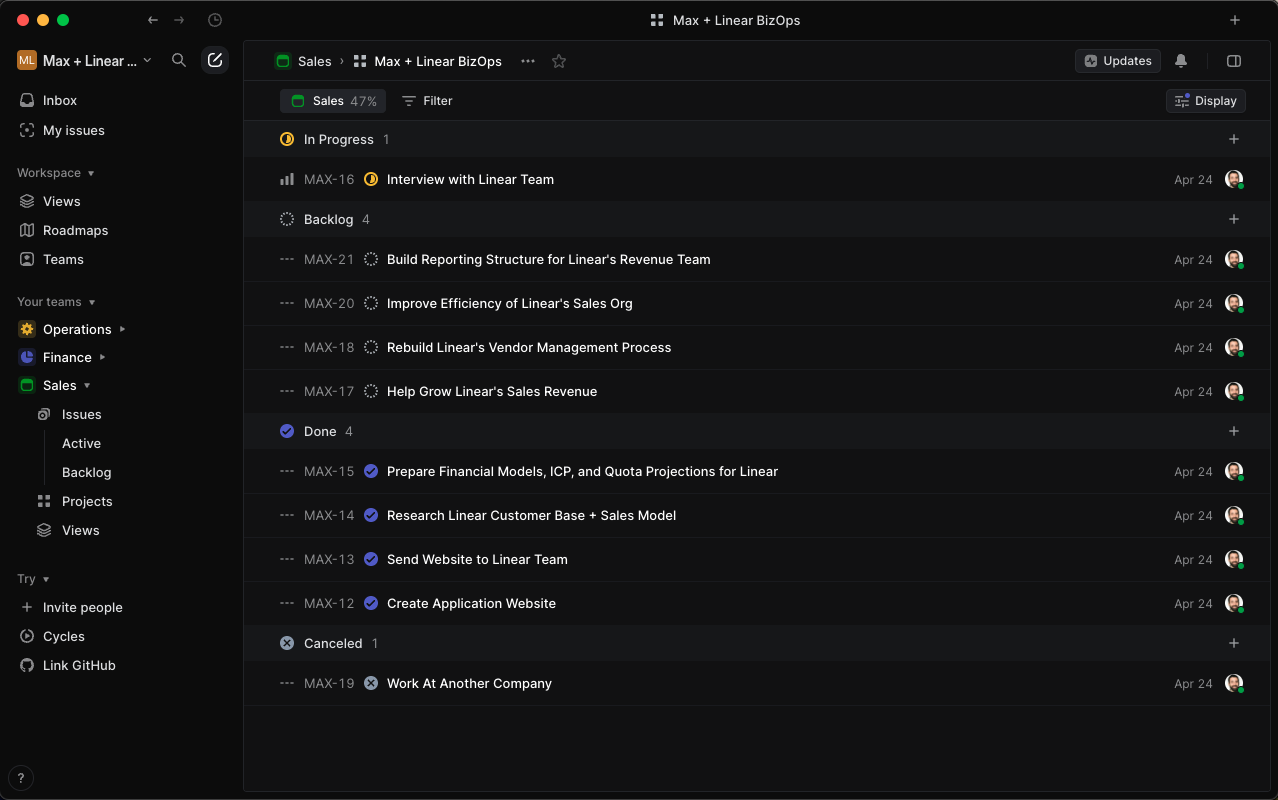 Max + Linear BizOps
ML Max + Linear ...
Inbox
My issues
Workspace
Views
Roadmaps
Teams
Your teams
Operations
Finance
Sales
Issues
Active
Backlog
Projects
Views
Try
Invite people
Cycles
Link GitHub
?
Sales › Max + Linear BizOps ... Updates
Sales 47% Filter Display
In Progress 1
MAX-16 Interview with Linear Team Apr 24
Backlog 4
MAX-21 Build Reporting Structure for Linear's Revenue Team Apr 24
MAX-20 Improve Efficiency of Linear's Sales Org Apr 24
MAX-18 Rebuild Linear's Vendor Management Process Apr 24
MAX-17 Help Grow Linear's Sales Revenue Apr 24
Done 4
MAX-15 Prepare Financial Models, ICP, and Quota Projections for Linear Apr 24
MAX-14 Research Linear Customer Base + Sales Model Apr 24
MAX-13 Send Website to Linear Team Apr 24
MAX-12 Create Application Website Apr 24
Canceled 1
MAX-19 Work At Another Company Apr 24